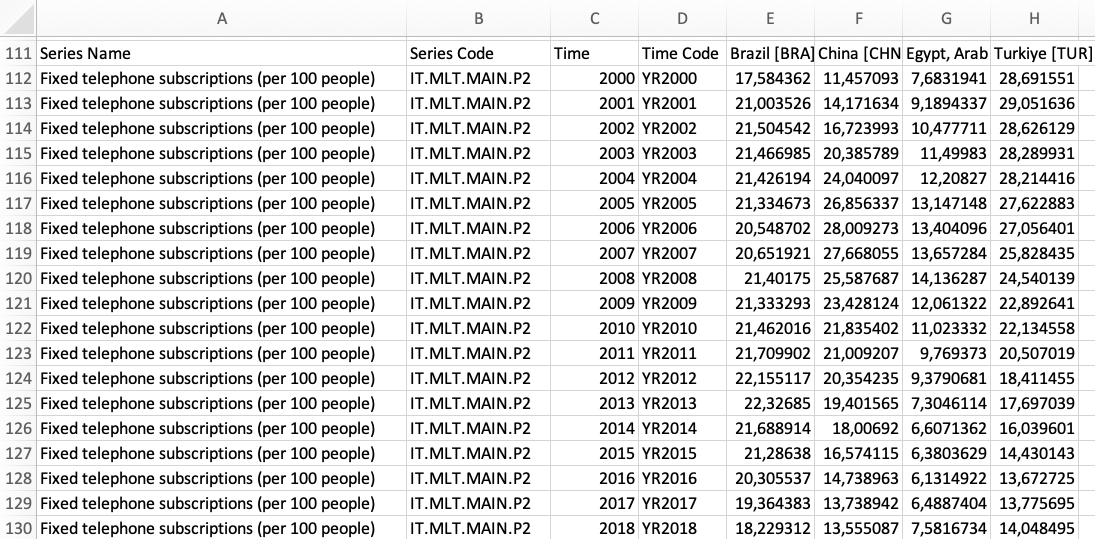 A B C D E F G H
111 Series Name Series Code Time Time Code Brazil [BRA] China [CHN Egypt, Arab Turkiye [TUR]
112 Fixed telephone subscriptions (per 100 people) IT.MLT.MAIN.P2 2000 YR2000 17,584362 11,457093 7,6831941 28,691551
113 Fixed telephone subscriptions (per 100 people) IT.MLT.MAIN.P2 2001 YR2001 21,003526 14,171634 9,1894337 29,051636
114 Fixed telephone subscriptions (per 100 people) IT.MLT.MAIN.P2 2002 YR2002 21,504542 16,723993 10,477711 28,626129
115 Fixed telephone subscriptions (per 100 people) IT.MLT.MAIN.P2 2003 YR2003 21,466985 20,385789 11,49983 28,289931
116 Fixed telephone subscriptions (per 100 people) IT.MLT.MAIN.P2 2004 YR2004 21,426194 24,040097 12,20827 28,214416
117 Fixed telephone subscriptions (per 100 people) IT.MLT.MAIN.P2 2005 YR2005 21,334673 26,856337 13,147148 27,622883
118 Fixed telephone subscriptions (per 100 people) IT.MLT.MAIN.P2 2006 YR2006 20,548702 28,009273 13,404096 27,056401
119 Fixed telephone subscriptions (per 100 people) IT.MLT.MAIN.P2 2007 YR2007 20,651921 27,668055 13,657284 25,828435
120 Fixed telephone subscriptions (per 100 people) IT.MLT.MAIN.P2 2008 YR2008 21,40175 25,587687 14,136287 24,540139
121 Fixed telephone subscriptions (per 100 people) IT.MLT.MAIN.P2 2009 YR2009 21,333293 23,428124 12,061322 22,892641
122 Fixed telephone subscriptions (per 100 people) IT.MLT.MAIN.P2 2010 YR2010 21,462016 21,835402 11,023332 22,134558
123 Fixed telephone subscriptions (per 100 people) IT.MLT.MAIN.P2 2011 YR2011 21,709902 21,009207 9,769373 20,507019
124 Fixed telephone subscriptions (per 100 people) IT.MLT.MAIN.P2 2012 YR2012 22,155117 20,354235 9,3790681 18,411455
125 Fixed telephone subscriptions (per 100 people) IT.MLT.MAIN.P2 2013 YR2013 22,32685 19,401565 7,3046114 17,697039
126 Fixed telephone subscriptions (per 100 people) IT.MLT.MAIN.P2 2014 YR2014 21,688914 18,00692 6,6071362 16,039601
127 Fixed telephone subscriptions (per 100 people) IT.MLT.MAIN.P2 2015 YR2015 21,28638 16,574115 6,3803629 14,430143
128 Fixed telephone subscriptions (per 100 people) IT.MLT.MAIN.P2 2016 YR2016 20,305537 14,738963 6,1314922 13,672725
129 Fixed telephone subscriptions (per 100 people) IT.MLT.MAIN.P2 2017 YR2017 19,364383 13,738942 6,4887404 13,775695
130 Fixed telephone subscriptions (per 100 people) IT.MLT.MAIN.P2 2018 YR2018 18,229312 13,555087 7,5816734 14,048495